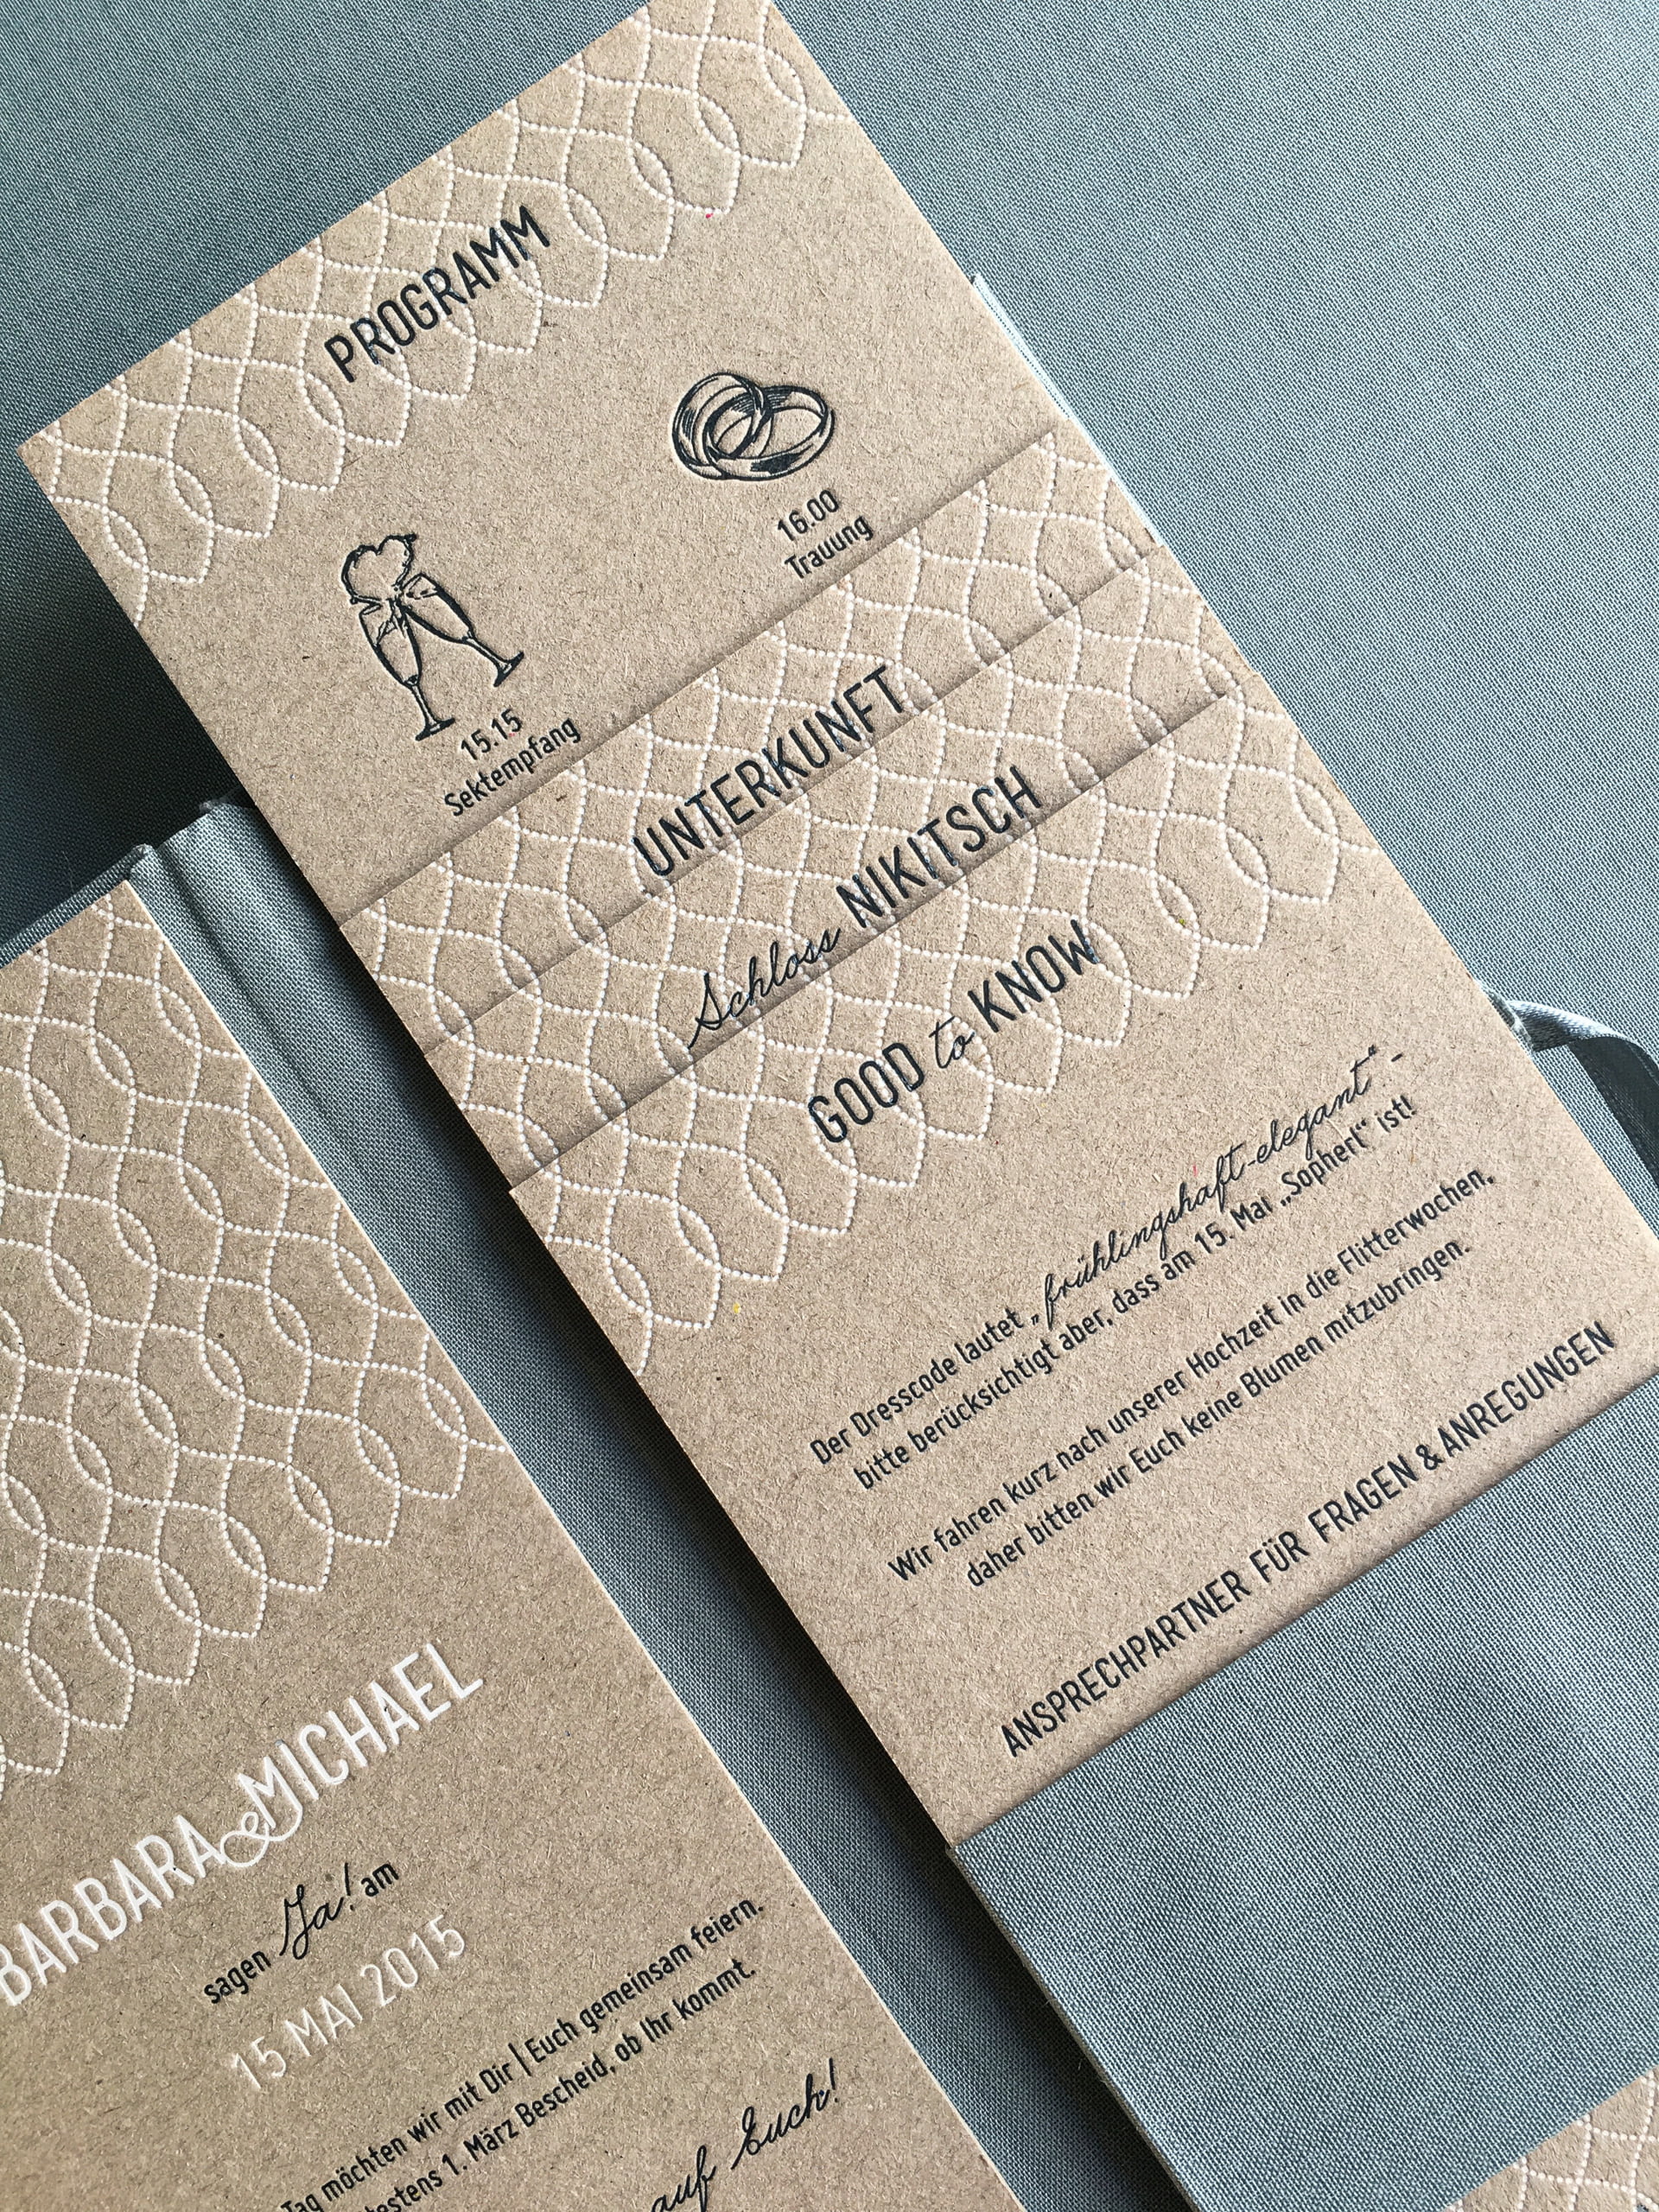 PROGRAMM
16.00
Trauung
15.15
Sektempfang
UNTERKUNFT
Schloss NIKITSCH
GOOD to KNOW
Der Dresscode lautet „frühlingshaft-elegant“ -
bitte berücksichtigt aber, dass am 15. Mai „Sopherl“ ist!
Wir fahren kurz nach unserer Hochzeit in die Flitterwochen,
daher bitten wir Euch keine Blumen mitzubringen.
ANSPRECHPARTNER FÜR FRAGEN & ANREGUNGEN
BARBARA & MICHAEL
sagen Ja! am
15. MAI 2015
Tag möchten wir mit Dir | Euch gemeinsam feiern.
1. März Bescheid, ob Ihr kommt.
auf Euch!